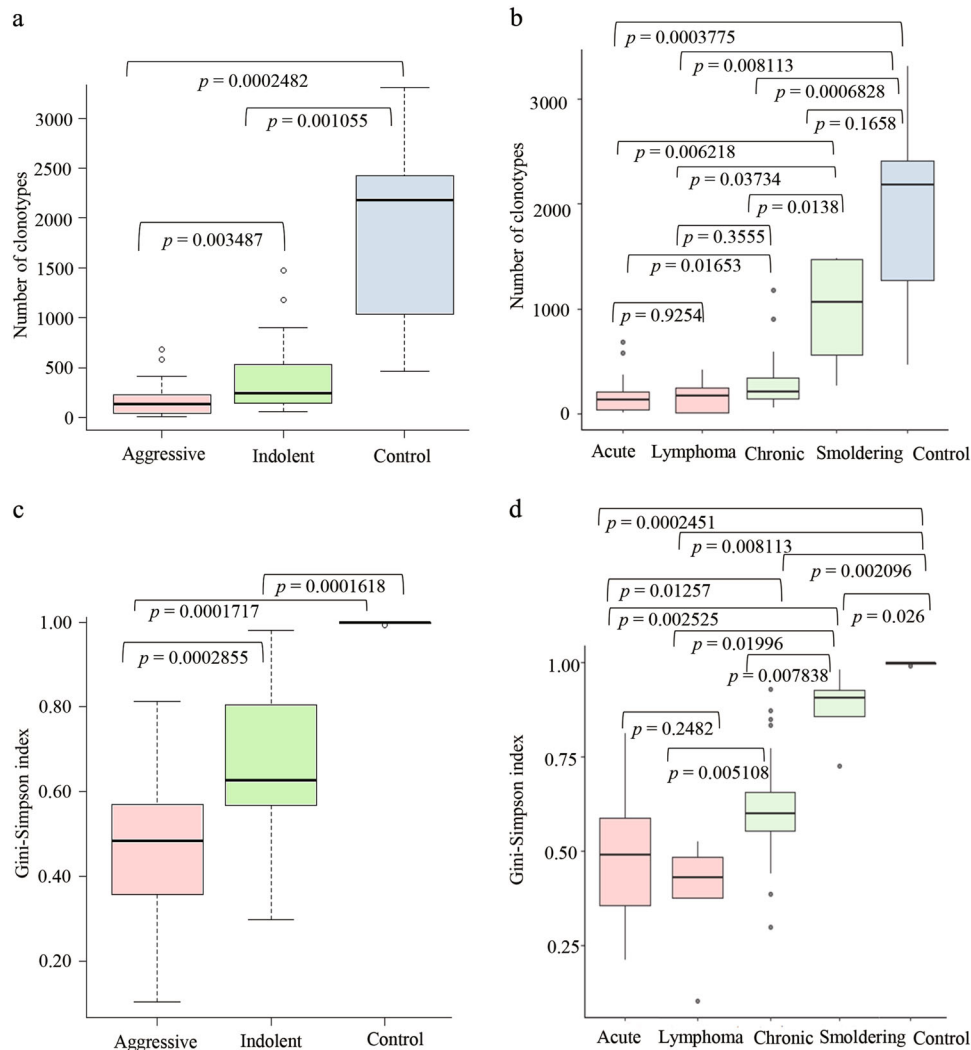 a
p = 0.0002482
p = 0.001055
p = 0.003487
Number of clonotypes
3000
2500
2000
1500
1000
500
0
Aggressive Indolent Control
b
p = 0.0003775
p = 0.008113
p = 0.0006828
p = 0.1658
p = 0.006218
p = 0.03734
p = 0.0138
p = 0.3555
p = 0.01653
p = 0.9254
Number of clonotypes
3000
2000
1000
0
Acute Lymphoma Chronic Smoldering Control
c
p = 0.0001618
p = 0.0001717
p = 0.0002855
Gini-Simpson index
1.00
0.80
0.60
0.40
0.20
Aggressive Indolent Control
d
p = 0.0002451
p = 0.008113
p = 0.002096
p = 0.01257
p = 0.002525
p = 0.026
p = 0.01996
p = 0.007838
p = 0.2482
p = 0.005108
Gini-Simpson index
1.00
0.75
0.50
0.25
Acute Lymphoma Chronic Smoldering Control